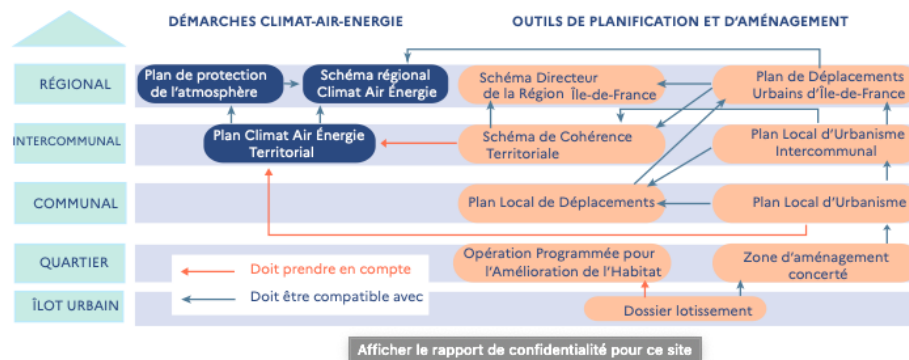 DÉMARCHES CLIMAT-AIR-ENERGIE
OUTILS DE PLANIFICATION ET D'AMÉNAGEMENT
RÉGIONAL
Plan de protection
de l'atmosphère
Schéma régional
Climat Air Énergie
Schéma Directeur
de la Région Île-de-France
Plan de Déplacements
Urbains d'Île-de-France
INTERCOMMUNAL
Plan Climat Air Énergie
Territorial
Schéma de Cohérence
Territoriale
Plan Local d'Urbanisme
Intercommunal
COMMUNAL
Plan Local de Déplacements
Plan Local d'Urbanisme
QUARTIER
Doit prendre en compte
Opération Programmée pour
l'Amélioration de l'Habitat
Zone d'aménagement
concerté
ÎLOT URBAIN
Doit être compatible avec
Dossier lotissement
Afficher le rapport de confidentialité pour ce site